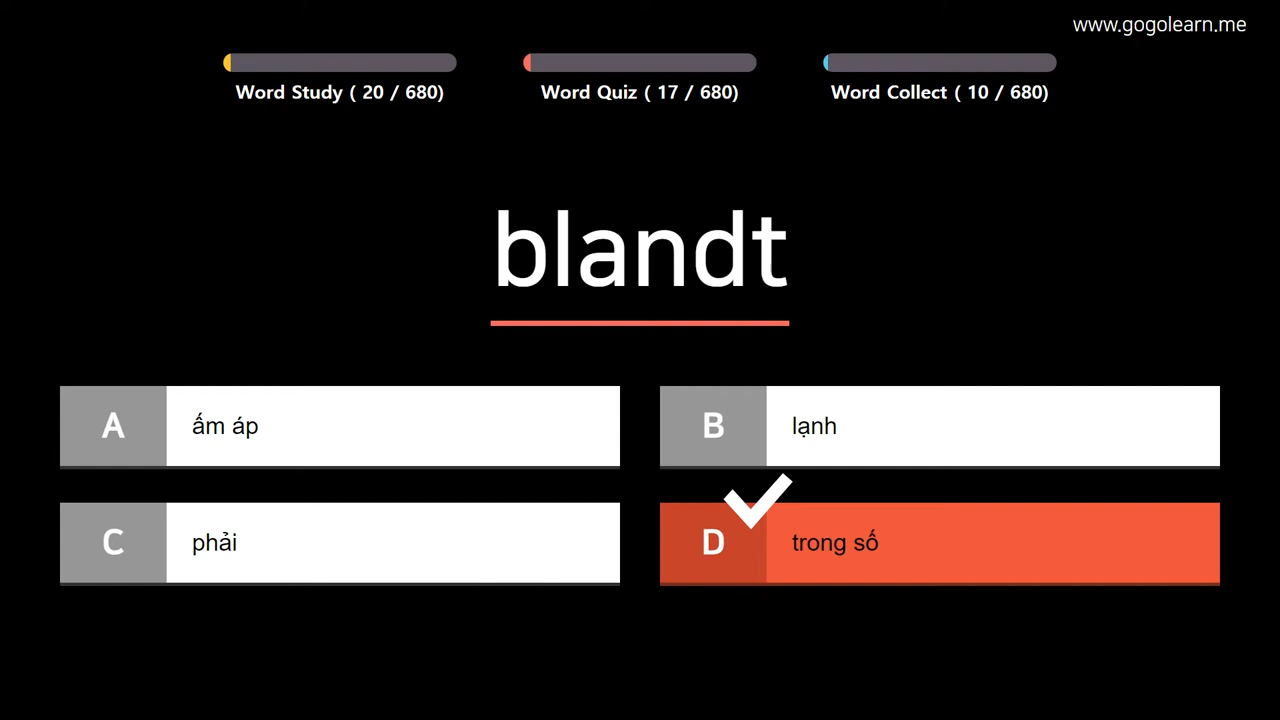 www.gogolearn.me
Word Study ( 20 / 680)
Word Quiz ( 17 / 680)
Word Collect ( 10 / 680)
blandt
A ấm áp
B lạnh
C phải
D trong số